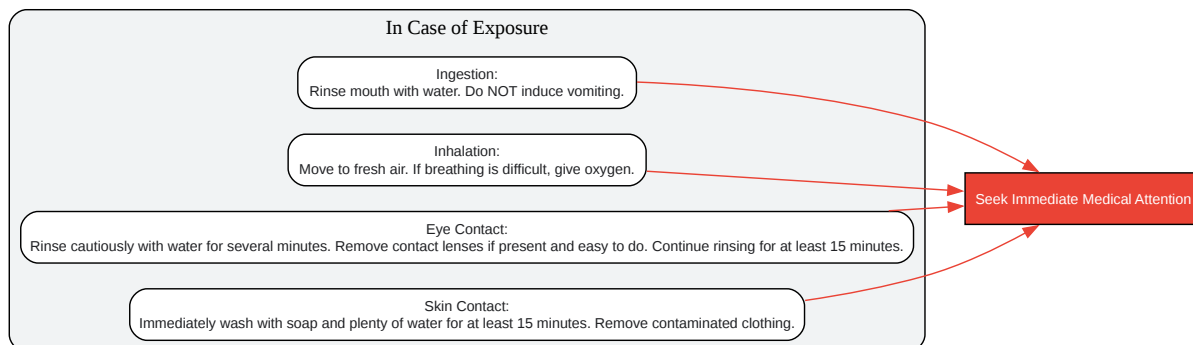 In Case of Exposure
Ingestion:
Rinse mouth with water. Do NOT induce vomiting.
Inhalation:
Move to fresh air. If breathing is difficult, give oxygen.
Seek Immediate Medical Attention
Eye Contact:
Rinse cautiously with water for several minutes. Remove contact lenses if present and easy to do. Continue rinsing for at least 15 minutes.
Skin Contact:
Immediately wash with soap and plenty of water for at least 15 minutes. Remove contaminated clothing.